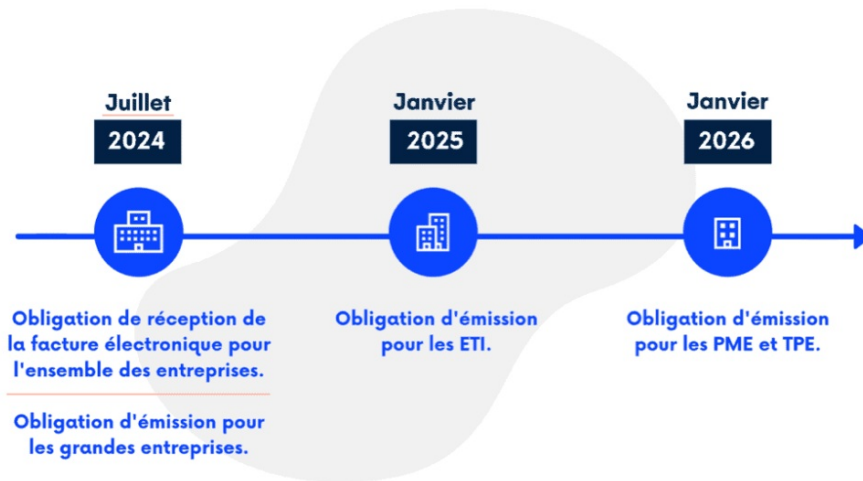 Juillet
2024
Obligation de réception de
la facture électronique pour
l'ensemble des entreprises.
Obligation d'émission pour
les grandes entreprises.
Janvier
2025
Obligation d'émission
pour les ETI.
Janvier
2026
Obligation d'émission
pour les PME et TPE.